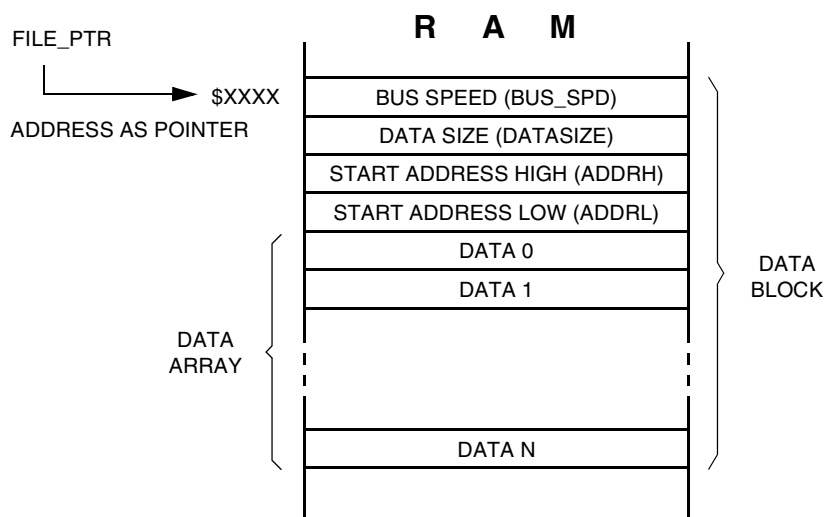 R A M
FILE_PTR
$XXXX
ADDRESS AS POINTER
BUS SPEED (BUS_SPD)
DATA SIZE (DATASIZE)
START ADDRESS HIGH (ADDRH)
START ADDRESS LOW (ADDRL)
DATA 0
DATA 1
DATA N
DATA
ARRAY
DATA
BLOCK